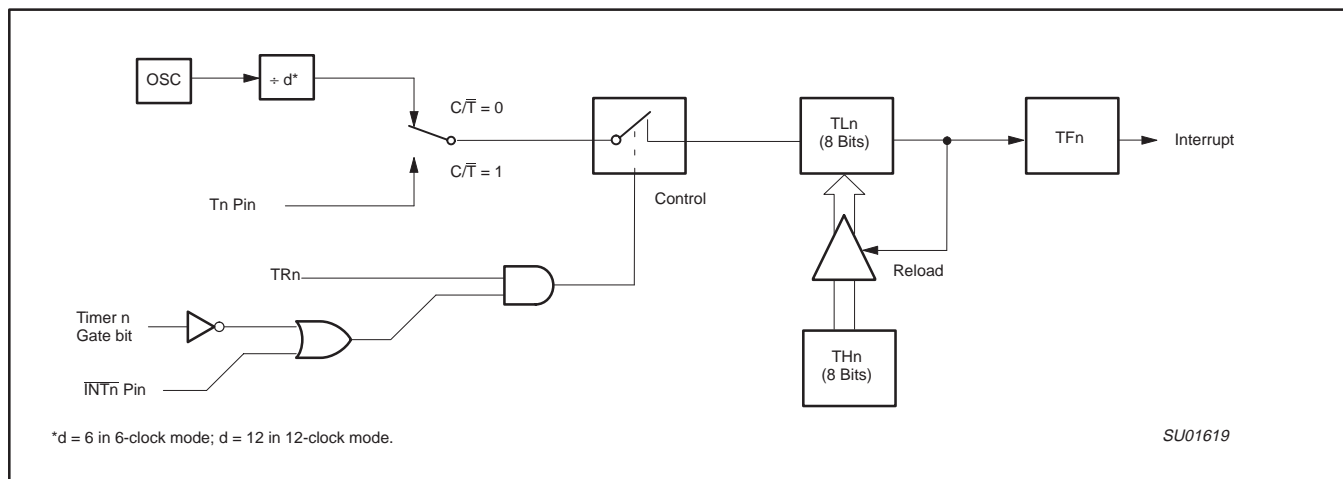 OSC
÷ d*
C/T̅ = 0
C/T̅ = 1
Tn Pin
Control
TLn
(8 Bits)
TFn
Interrupt
Reload
TRn
Timer n
Gate bit
I̅N̅T̅n̅ Pin
THn
(8 Bits)
*d = 6 in 6-clock mode; d = 12 in 12-clock mode.
SU01619